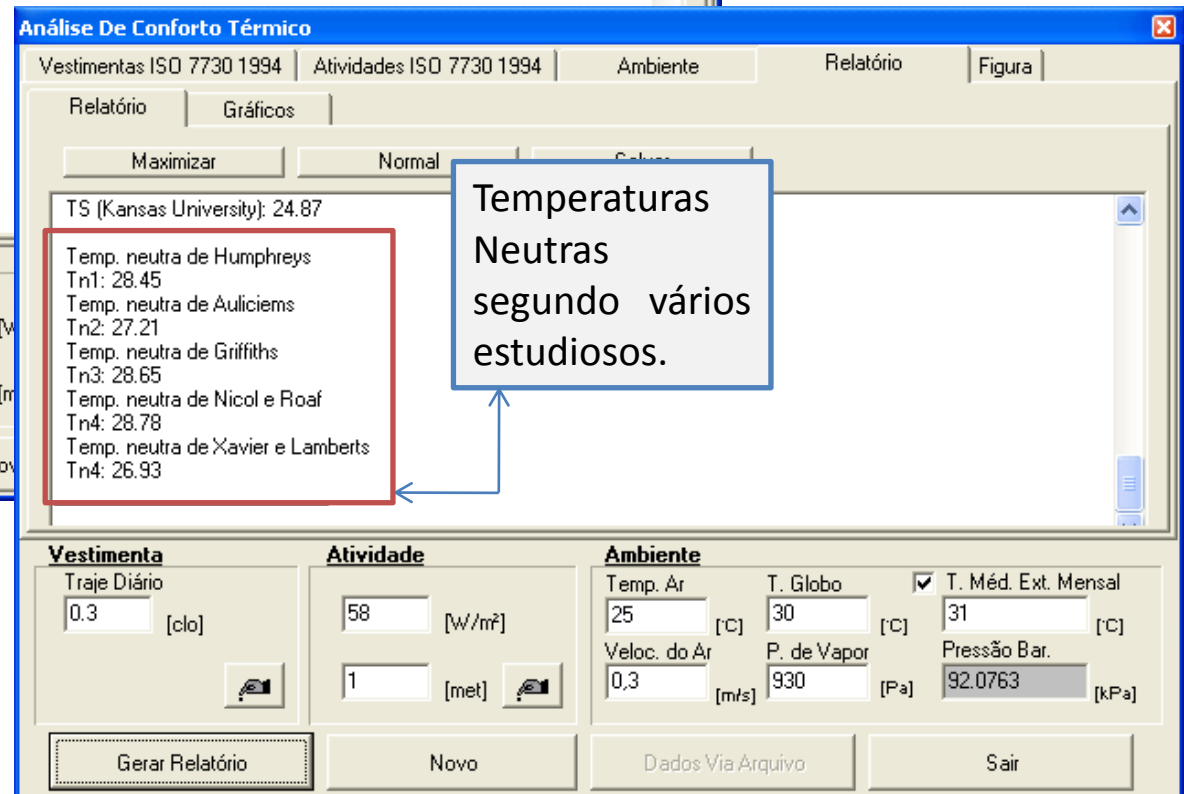 Análise De Conforto Térmico
Vestimentas ISO 7730 1994
Atividades ISO 7730 1994
Ambiente
Relatório
Figura
Relatório
Gráficos
Maximizar
Normal
TS (Kansas University): 24.87
Temp. neutra de Humphreys
Tn1: 28.45
Temp. neutra de Auliciems
Tn2: 27.21
Temp. neutra de Griffiths
Tn3: 28.65
Temp. neutra de Nicol e Roaf
Tn4: 28.78
Temp. neutra de Xavier e Lamberts
Tn4: 26.93
Temperaturas
Neutras
segundo vários
estudiosos.
Vestimenta
Traje Diário
0.3 [clo]
Atividade
58 [W/m²]
1 [met]
Ambiente
Temp. Ar
25 [°C]
T. Globo
30 [°C]
T. Méd. Ext. Mensal
31 [°C]
Veloc. do Ar
0,3 [m/s]
P. de Vapor
930 [Pa]
Pressão Bar.
92.0763 [kPa]
Gerar Relatório
Novo
Dados Via Arquivo
Sair